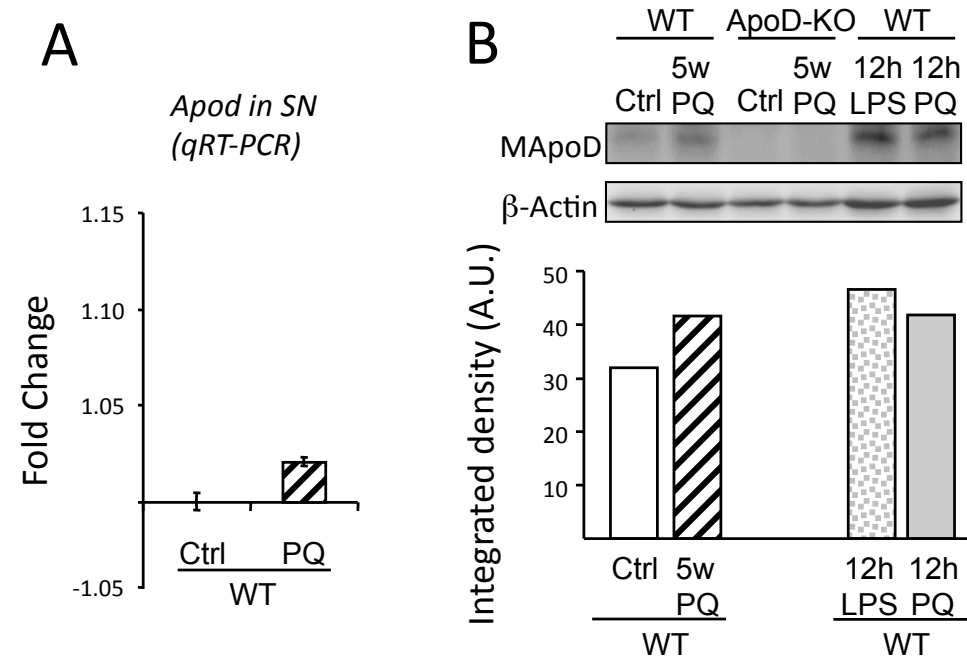 A
Apod in SN
(qRT-PCR)
Fold Change
1.15
1.10
1.05
-1.05
Ctrl PQ
WT
B
WT ApoD-KO WT
5w 5w 12h 12h
Ctrl PQ Ctrl PQ LPS PQ
MApoD
β-Actin
Integrated density (A.U.)
50
40
30
20
10
Ctrl 5w 12h 12h
PQ LPS PQ
WT WT